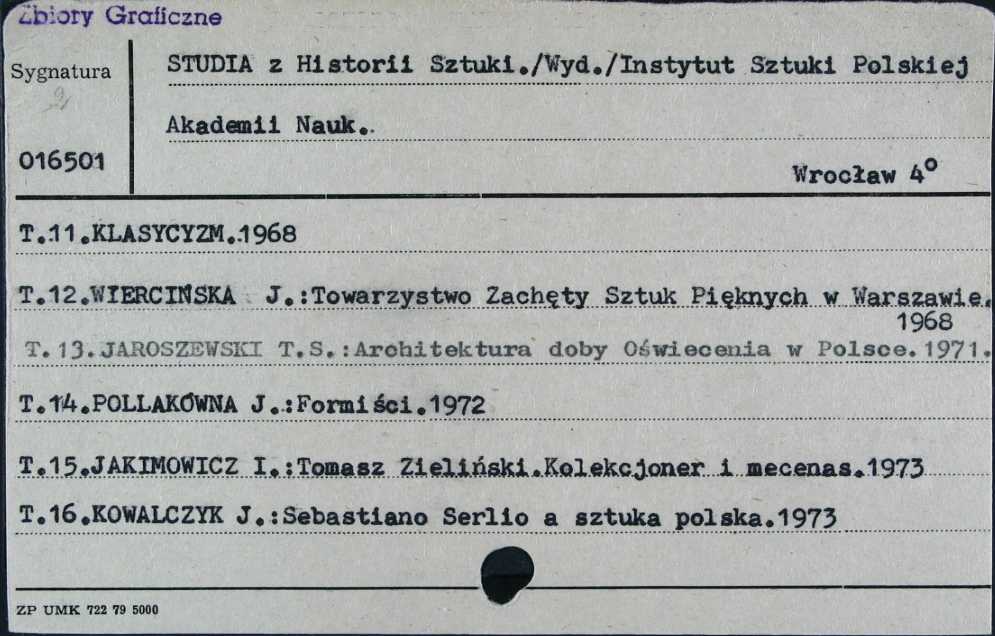 Zbiory Graficzne
Sygnatura
STUDIA z Historii Sztuki./Wyd./Instytut Sztuki Polskiej
Akademii Nauk..
016501
Wrocław 4°
T.11.KLASYCYZM.1968
T.12.WIERCIŃSKA J.:Towarzystwo Zachęty Sztuk Pięknych w Warszawie.
1968
T.13.JAROSZEWSKI T.S.:Architektura doby Oświecenia w Polsce.1971.
T.14.POLLAKÓWNA J.:Formiści.1972
T.15.JAKIMOWICZ I.:Tomasz Zieliński.Kolekcjoner i mecenas.1973
T.16.KOWALCZYK J.:Sebastiano Serlio a sztuka polska.1973
ZP UMK 722 79 5000